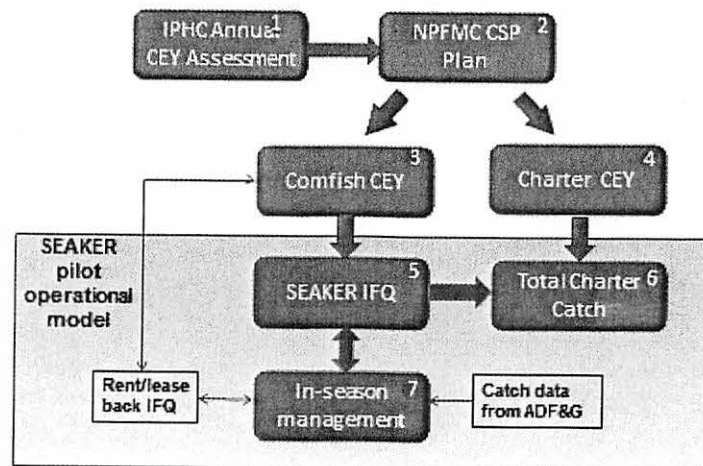 1
IPHC Annual
CEY Assessment
2
NPFMC CSP
Plan
3
Comfish CEY
4
Charter CEY
SEAKER
pilot
operational
model
5
SEAKER IFQ
6
Total Charter
Catch
Rent/lease
back IFQ
7
In-season
management
Catch data
from ADF&G